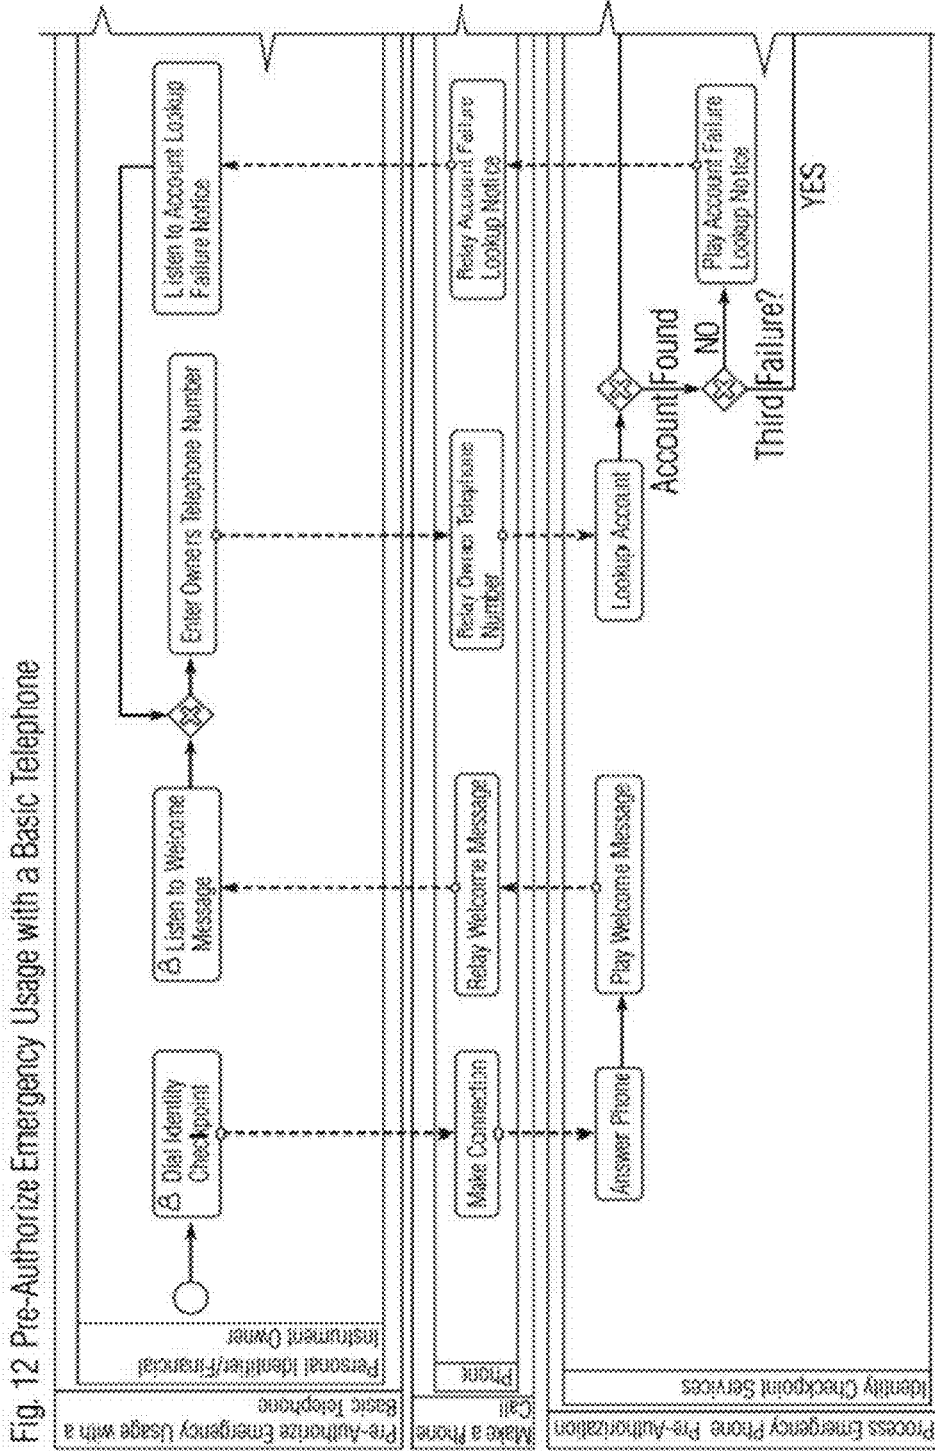 Fig. 12 Pre-Authorize Emergency Usage with a Basic Telephone
Pre-Authorize Emergency Usage with a
Basic Telephone
Personal Identifier/Financial
Instrument Owner
Dial Identity
Checkpoint
Listen to Welcome
Message
Enter Owners Telephone Number
Listen to Account Lookup
Failure Notice
Make a Phone
Call
Phone
Make Connection
Relay Welcome Message
Relay Owner Telephone
Number
Relay Account Failure
Lookup Notice
Process Emergency Phone Pre-Authorization
Identity Checkpoint Services
Answer Phone
Play Welcome Message
Lookup Account
Account Found
NO
Third Failure?
Play Account Failure
Lookup Notice
YES